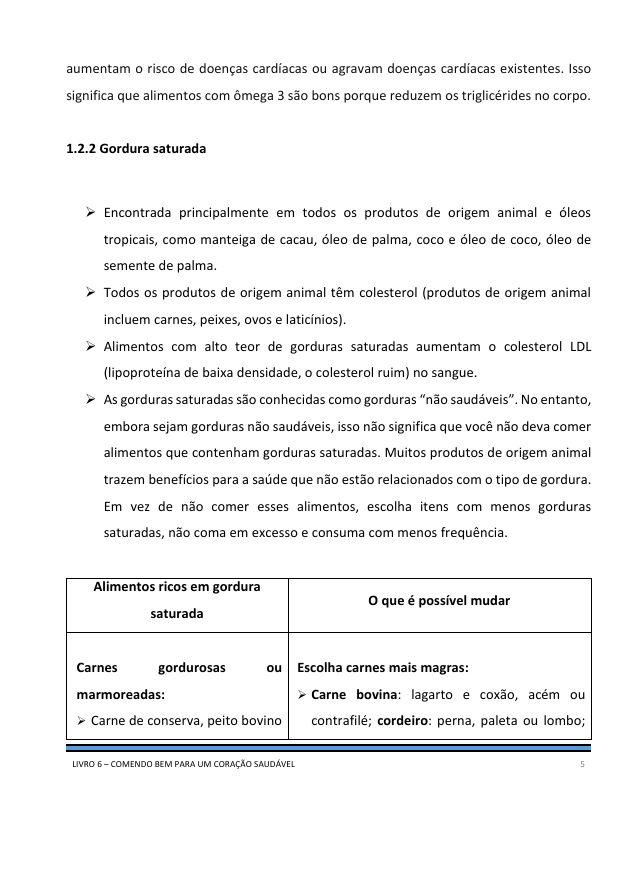 aumentam o risco de doenças cardíacas ou agravam doenças cardíacas existentes. Isso
significa que alimentos com ômega 3 são bons porque reduzem os triglicérides no corpo.
1.2.2 Gordura saturada
➢ Encontrada principalmente em todos os produtos de origem animal e óleos
tropicais, como manteiga de cacau, óleo de palma, coco e óleo de coco, óleo de
semente de palma.
➢ Todos os produtos de origem animal têm colesterol (produtos de origem animal
incluem carnes, peixes, ovos e laticínios).
➢ Alimentos com alto teor de gorduras saturadas aumentam o colesterol LDL
(lipoproteína de baixa densidade, o colesterol ruim) no sangue.
➢ As gorduras saturadas são conhecidas como gorduras “não saudáveis”. No entanto,
embora sejam gorduras não saudáveis, isso não significa que você não deva comer
alimentos que contenham gorduras saturadas. Muitos produtos de origem animal
trazem benefícios para a saúde que não estão relacionados com o tipo de gordura.
Em vez de não comer esses alimentos, escolha itens com menos gorduras
saturadas, não coma em excesso e consuma com menos frequência.
Alimentos ricos em gordura
saturada
O que é possível mudar
Carnes gordurosas ou
marmoreadas:
➢ Carne de conserva, peito bovino
Escolha carnes mais magras:
➢ Carne bovina: lagarto e coxão, acém ou
contrafilé; cordeiro: perna, paleta ou lombo;
LIVRO 6 – COMENDO BEM PARA UM CORAÇÃO SAUDÁVEL
5